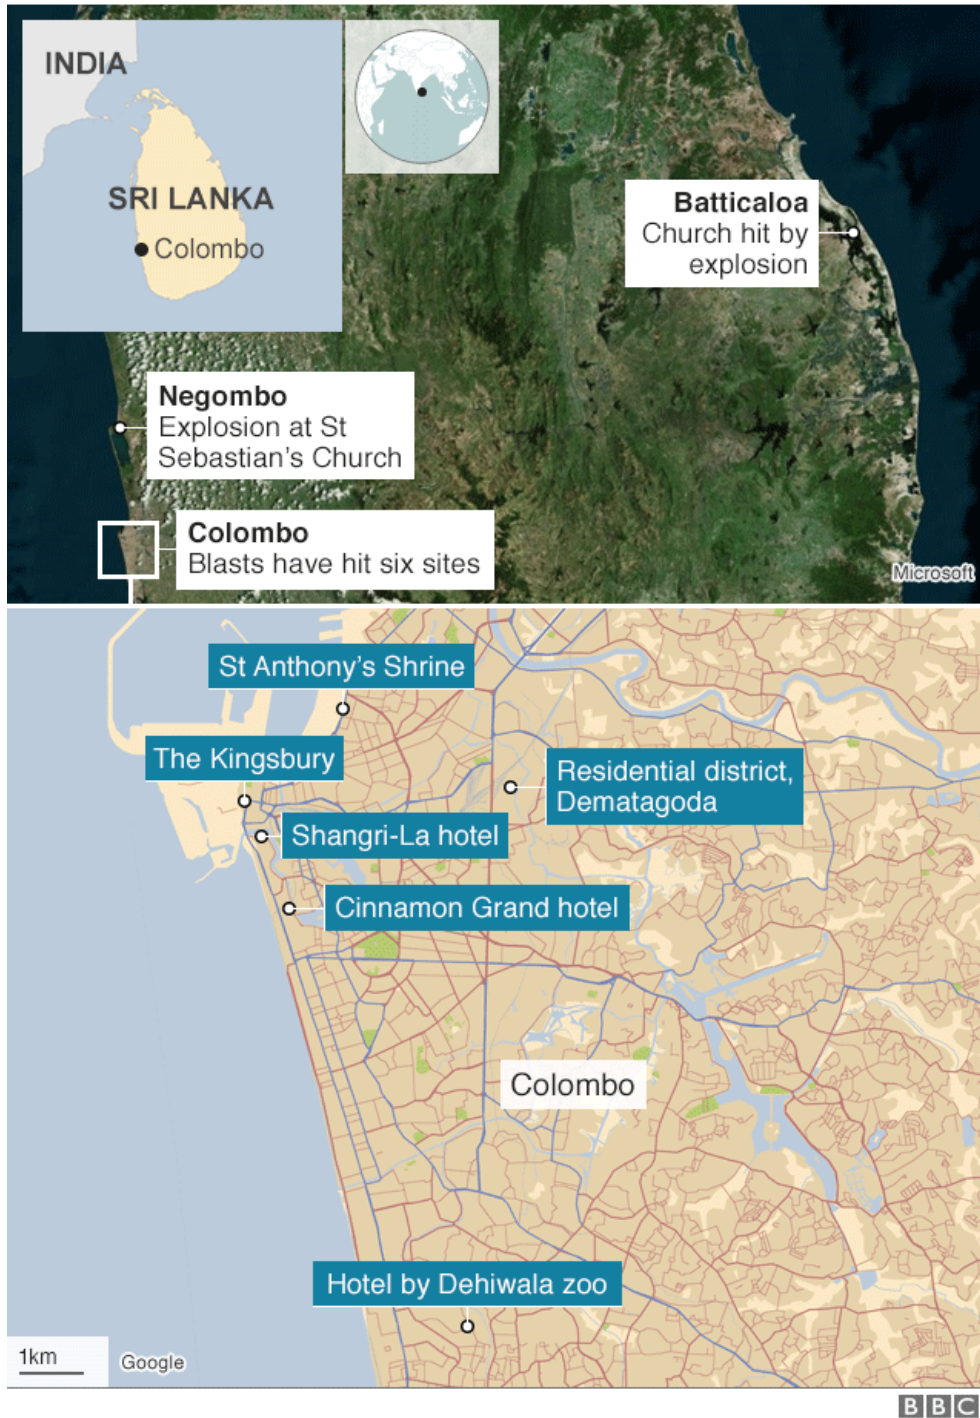 INDIA
SRI LANKA
Colombo
Batticaloa
Church hit by
explosion
Negombo
Explosion at St
Sebastian's Church
Colombo
Blasts have hit six sites
Microsoft
St Anthony's Shrine
The Kingsbury
Residential district,
Dematagoda
Shangri-La hotel
Cinnamon Grand hotel
Colombo
Hotel by Dehiwala zoo
1km
Google
BBC